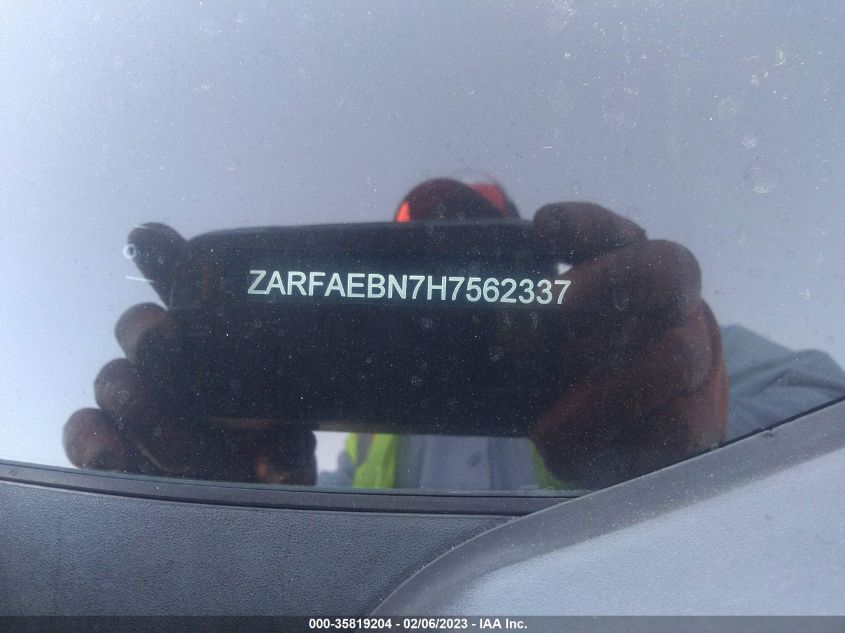 ZARFAEBN7H7562337
000-35819204 - 02/06/2023 - IAA Inc.